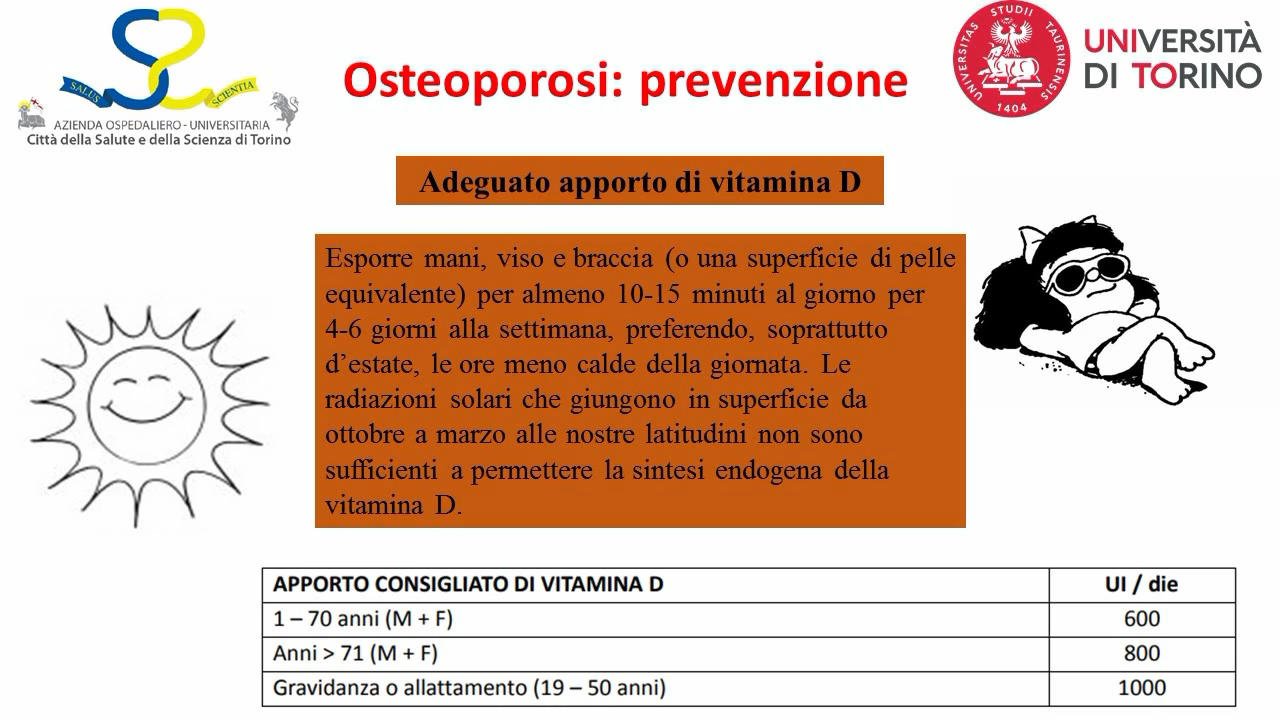 SALUS
SCIENTIA
AZIENDA OSPEDALIERO - UNIVERSITARIA
Città della Salute e della Scienza di Torino
Osteoporosi: prevenzione
UNIVERSITAS STUDII TAURINENSIS
1404
UNIVERSITÀ
DI TORINO
Adeguato apporto di vitamina D
Esporre mani, viso e braccia (o una superficie di pelle
equivalente) per almeno 10-15 minuti al giorno per
4-6 giorni alla settimana, preferendo, soprattutto
d’estate, le ore meno calde della giornata. Le
radiazioni solari che giungono in superficie da
ottobre a marzo alle nostre latitudini non sono
sufficienti a permettere la sintesi endogena della
vitamina D.
APPORTO CONSIGLIATO DI VITAMINA D UI / die
1 – 70 anni (M + F) 600
Anni > 71 (M + F) 800
Gravidanza o allattamento (19 – 50 anni) 1000